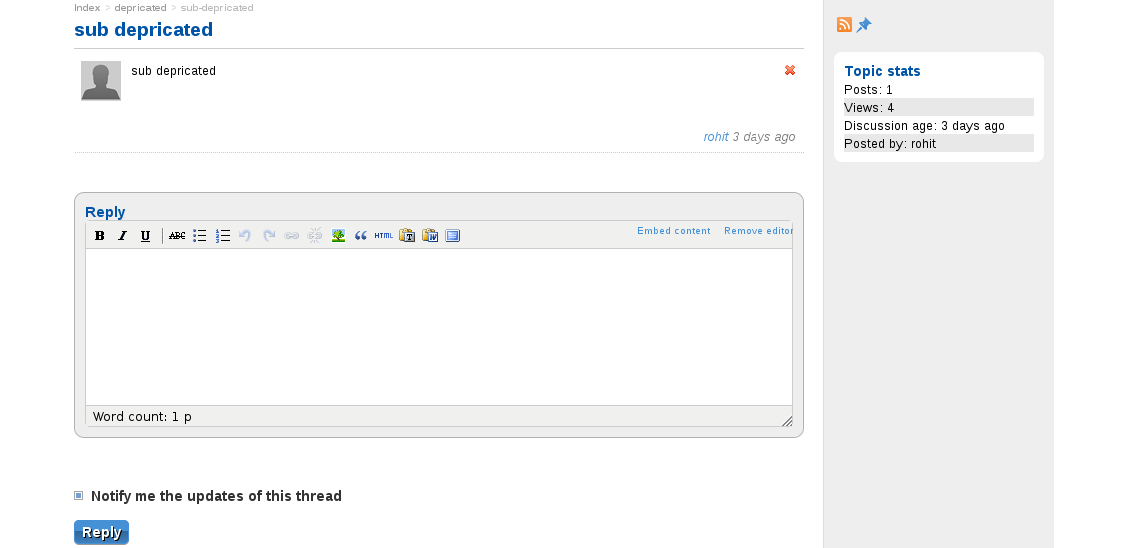 Index > depricated > sub-depricated
sub depricated
sub depricated
rohit 3 days ago
Reply
B I U ABC HTML T W
Embed content Remove editor
Word count: 1 p
Notify me the updates of this thread
Reply
Topic stats
Posts: 1
Views: 4
Discussion age: 3 days ago
Posted by: rohit